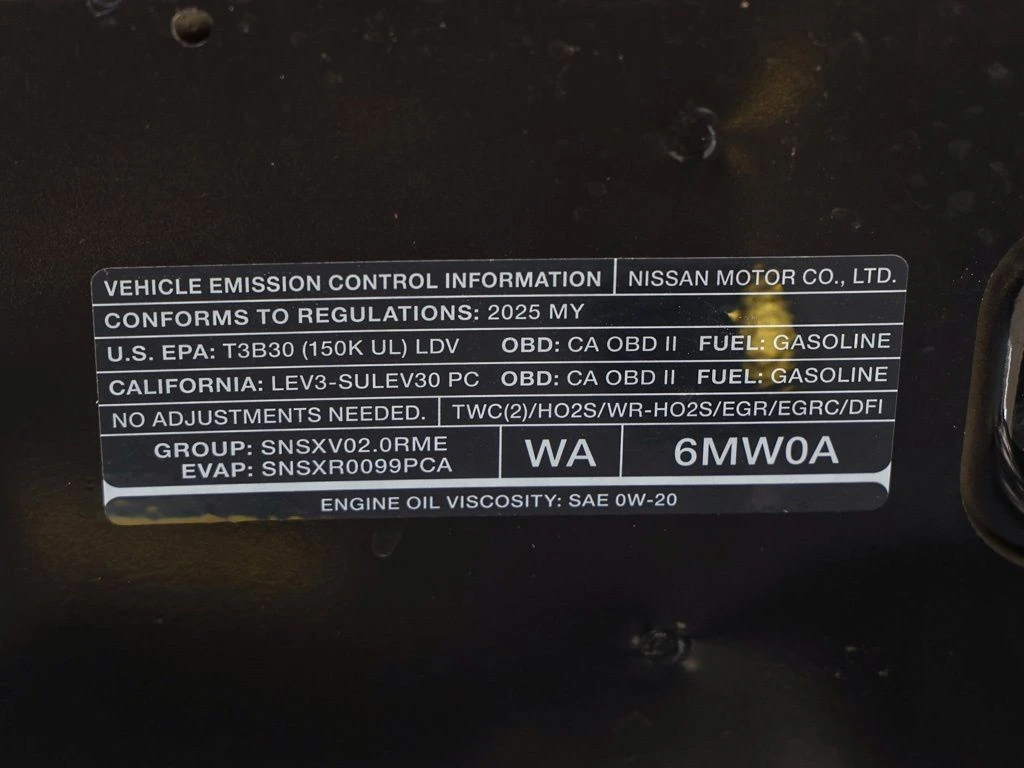 VEHICLE EMISSION CONTROL INFORMATION NISSAN MOTOR CO., LTD.
CONFORMS TO REGULATIONS: 2025 MY
U.S. EPA: T3B30 (150K UL) LDV OBD: CA OBD II FUEL: GASOLINE
CALIFORNIA: LEV3-SULEV30 PC OBD: CA OBD II FUEL: GASOLINE
NO ADJUSTMENTS NEEDED. TWC(2)/HO2S/WR-HO2S/EGR/EGRC/DFI
GROUP: SNSXV02.0RME
EVAP: SNSXR0099PCA
WA 6MW0A
ENGINE OIL VISCOSITY: SAE 0W-20